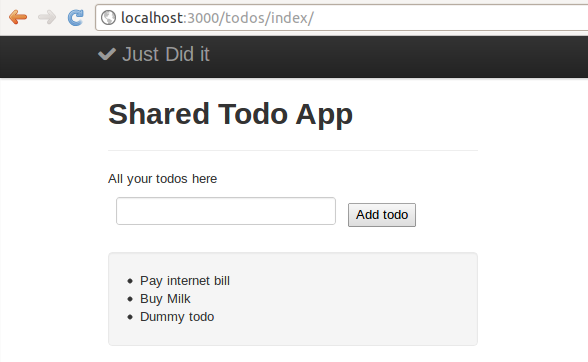 localhost:3000/todos/index/
Just Did it
Shared Todo App
All your todos here
Add todo
Pay internet bill
Buy Milk
Dummy todo